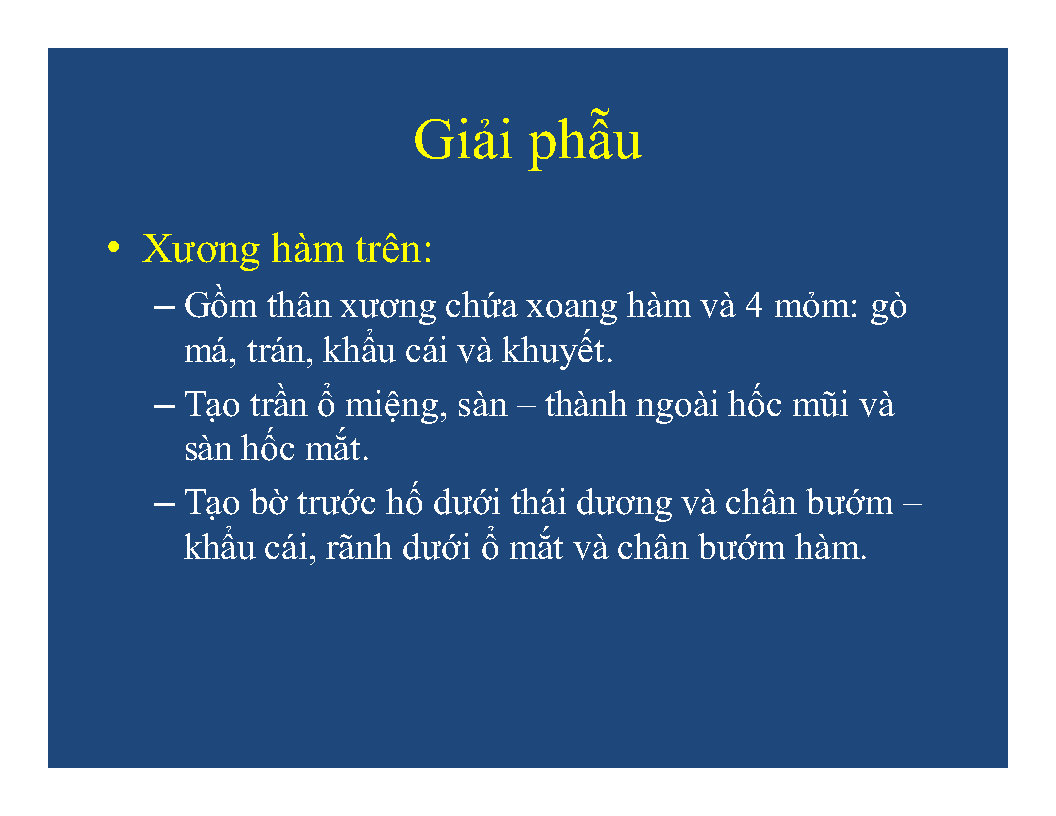 Giải phẫu
• Xương hàm trên:
– Gồm thân xương chứa xoang hàm và 4 mỏm: gò
má, trán, khẩu cái và khuyết.
– Tạo trần ổ miệng, sàn – thành ngoài hốc mũi và
sàn hốc mắt.
– Tạo bờ trước hố dưới thái dương và chân bướm –
khẩu cái, rãnh dưới ổ mắt và chân bướm hàm.